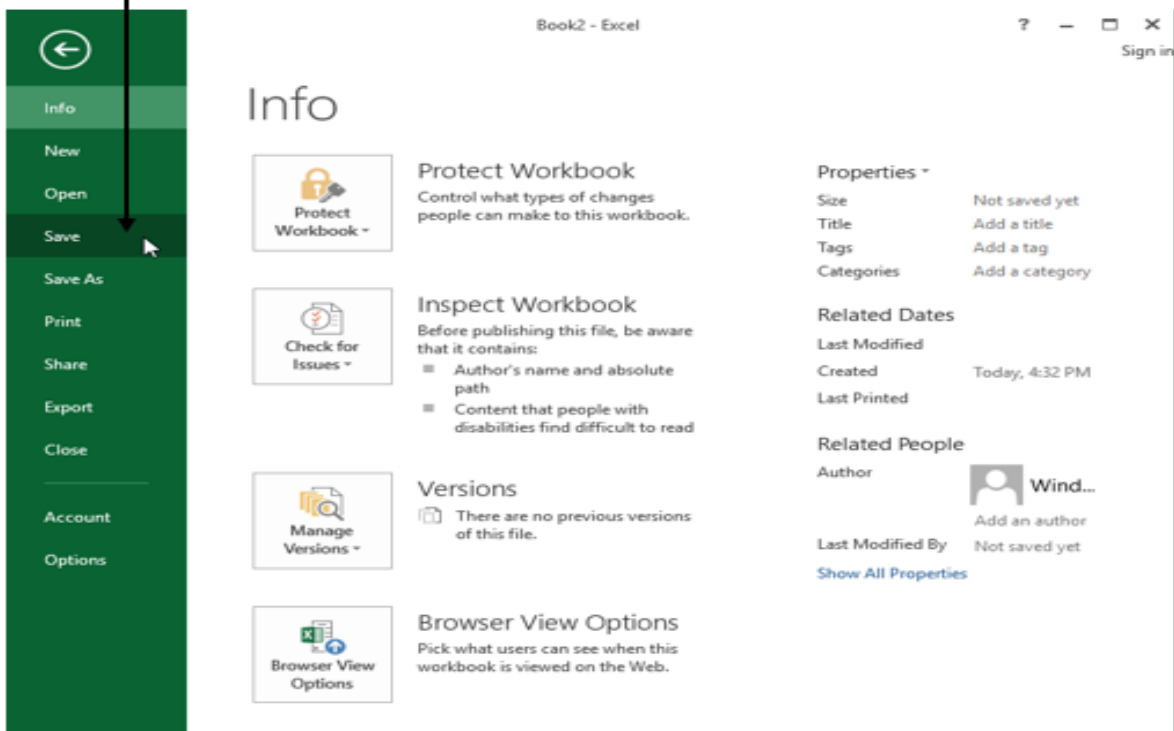 Book2 - Excel
?
Sign in
Info
New
Open
Save
Save As
Print
Share
Export
Close
Account
Options
Info
Protect
Workbook
Protect Workbook
Control what types of changes
people can make to this workbook.
Check for
Issues
Inspect Workbook
Before publishing this file, be aware
that it contains:
Author's name and absolute
path
Content that people with
disabilities find difficult to read
Manage
Versions
Versions
There are no previous versions
of this file.
Browser View
Options
Browser View Options
Pick what users can see when this
workbook is viewed on the Web.
Properties
Size Not saved yet
Title Add a title
Tags Add a tag
Categories Add a category
Related Dates
Last Modified
Created Today, 4:32 PM
Last Printed
Related People
Author Wind...
Add an author
Last Modified By Not saved yet
Show All Properties